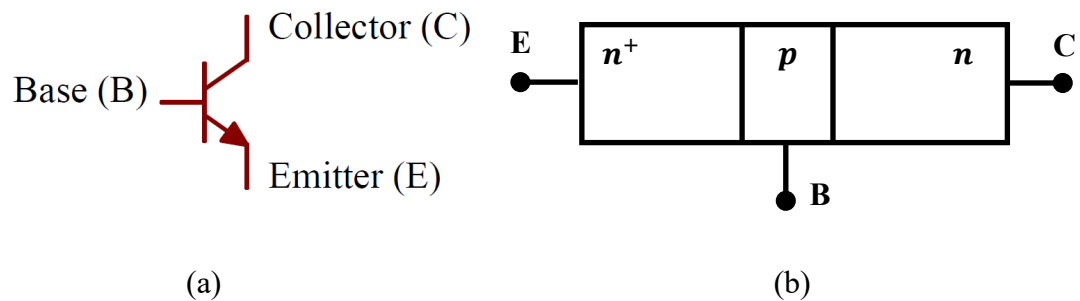 Collector (C)
Base (B)
Emitter (E)
(a)
E
n⁺
p
n
C
B
(b)